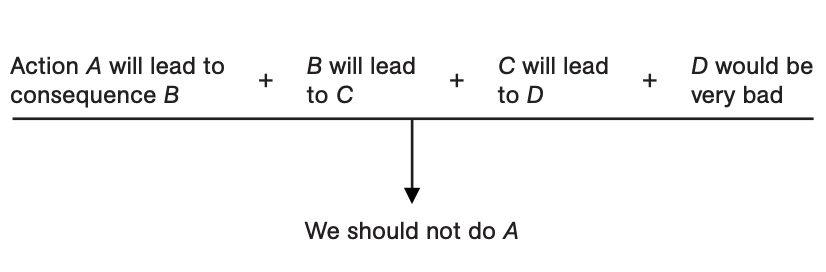 Action A will lead to + B will lead + C will lead + D would be
consequence B to C to D very bad
We should not do A